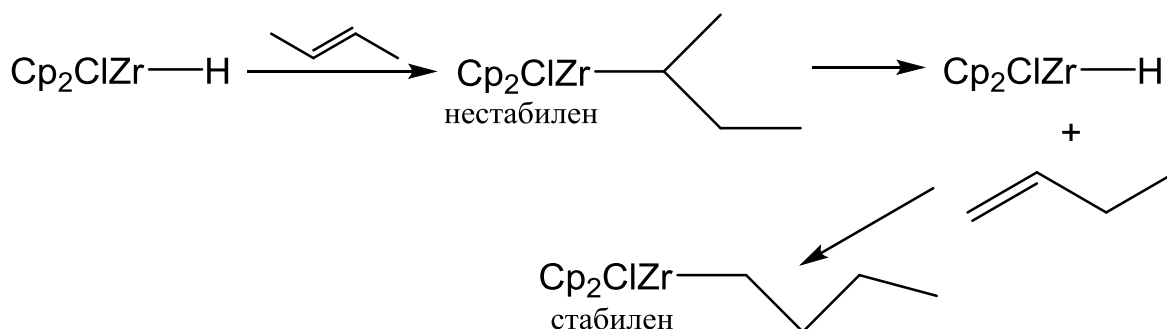 Cp₂ClZr—H
Cp₂ClZr
нестабилен
Cp₂ClZr—H
+
Cp₂ClZr
стабилен